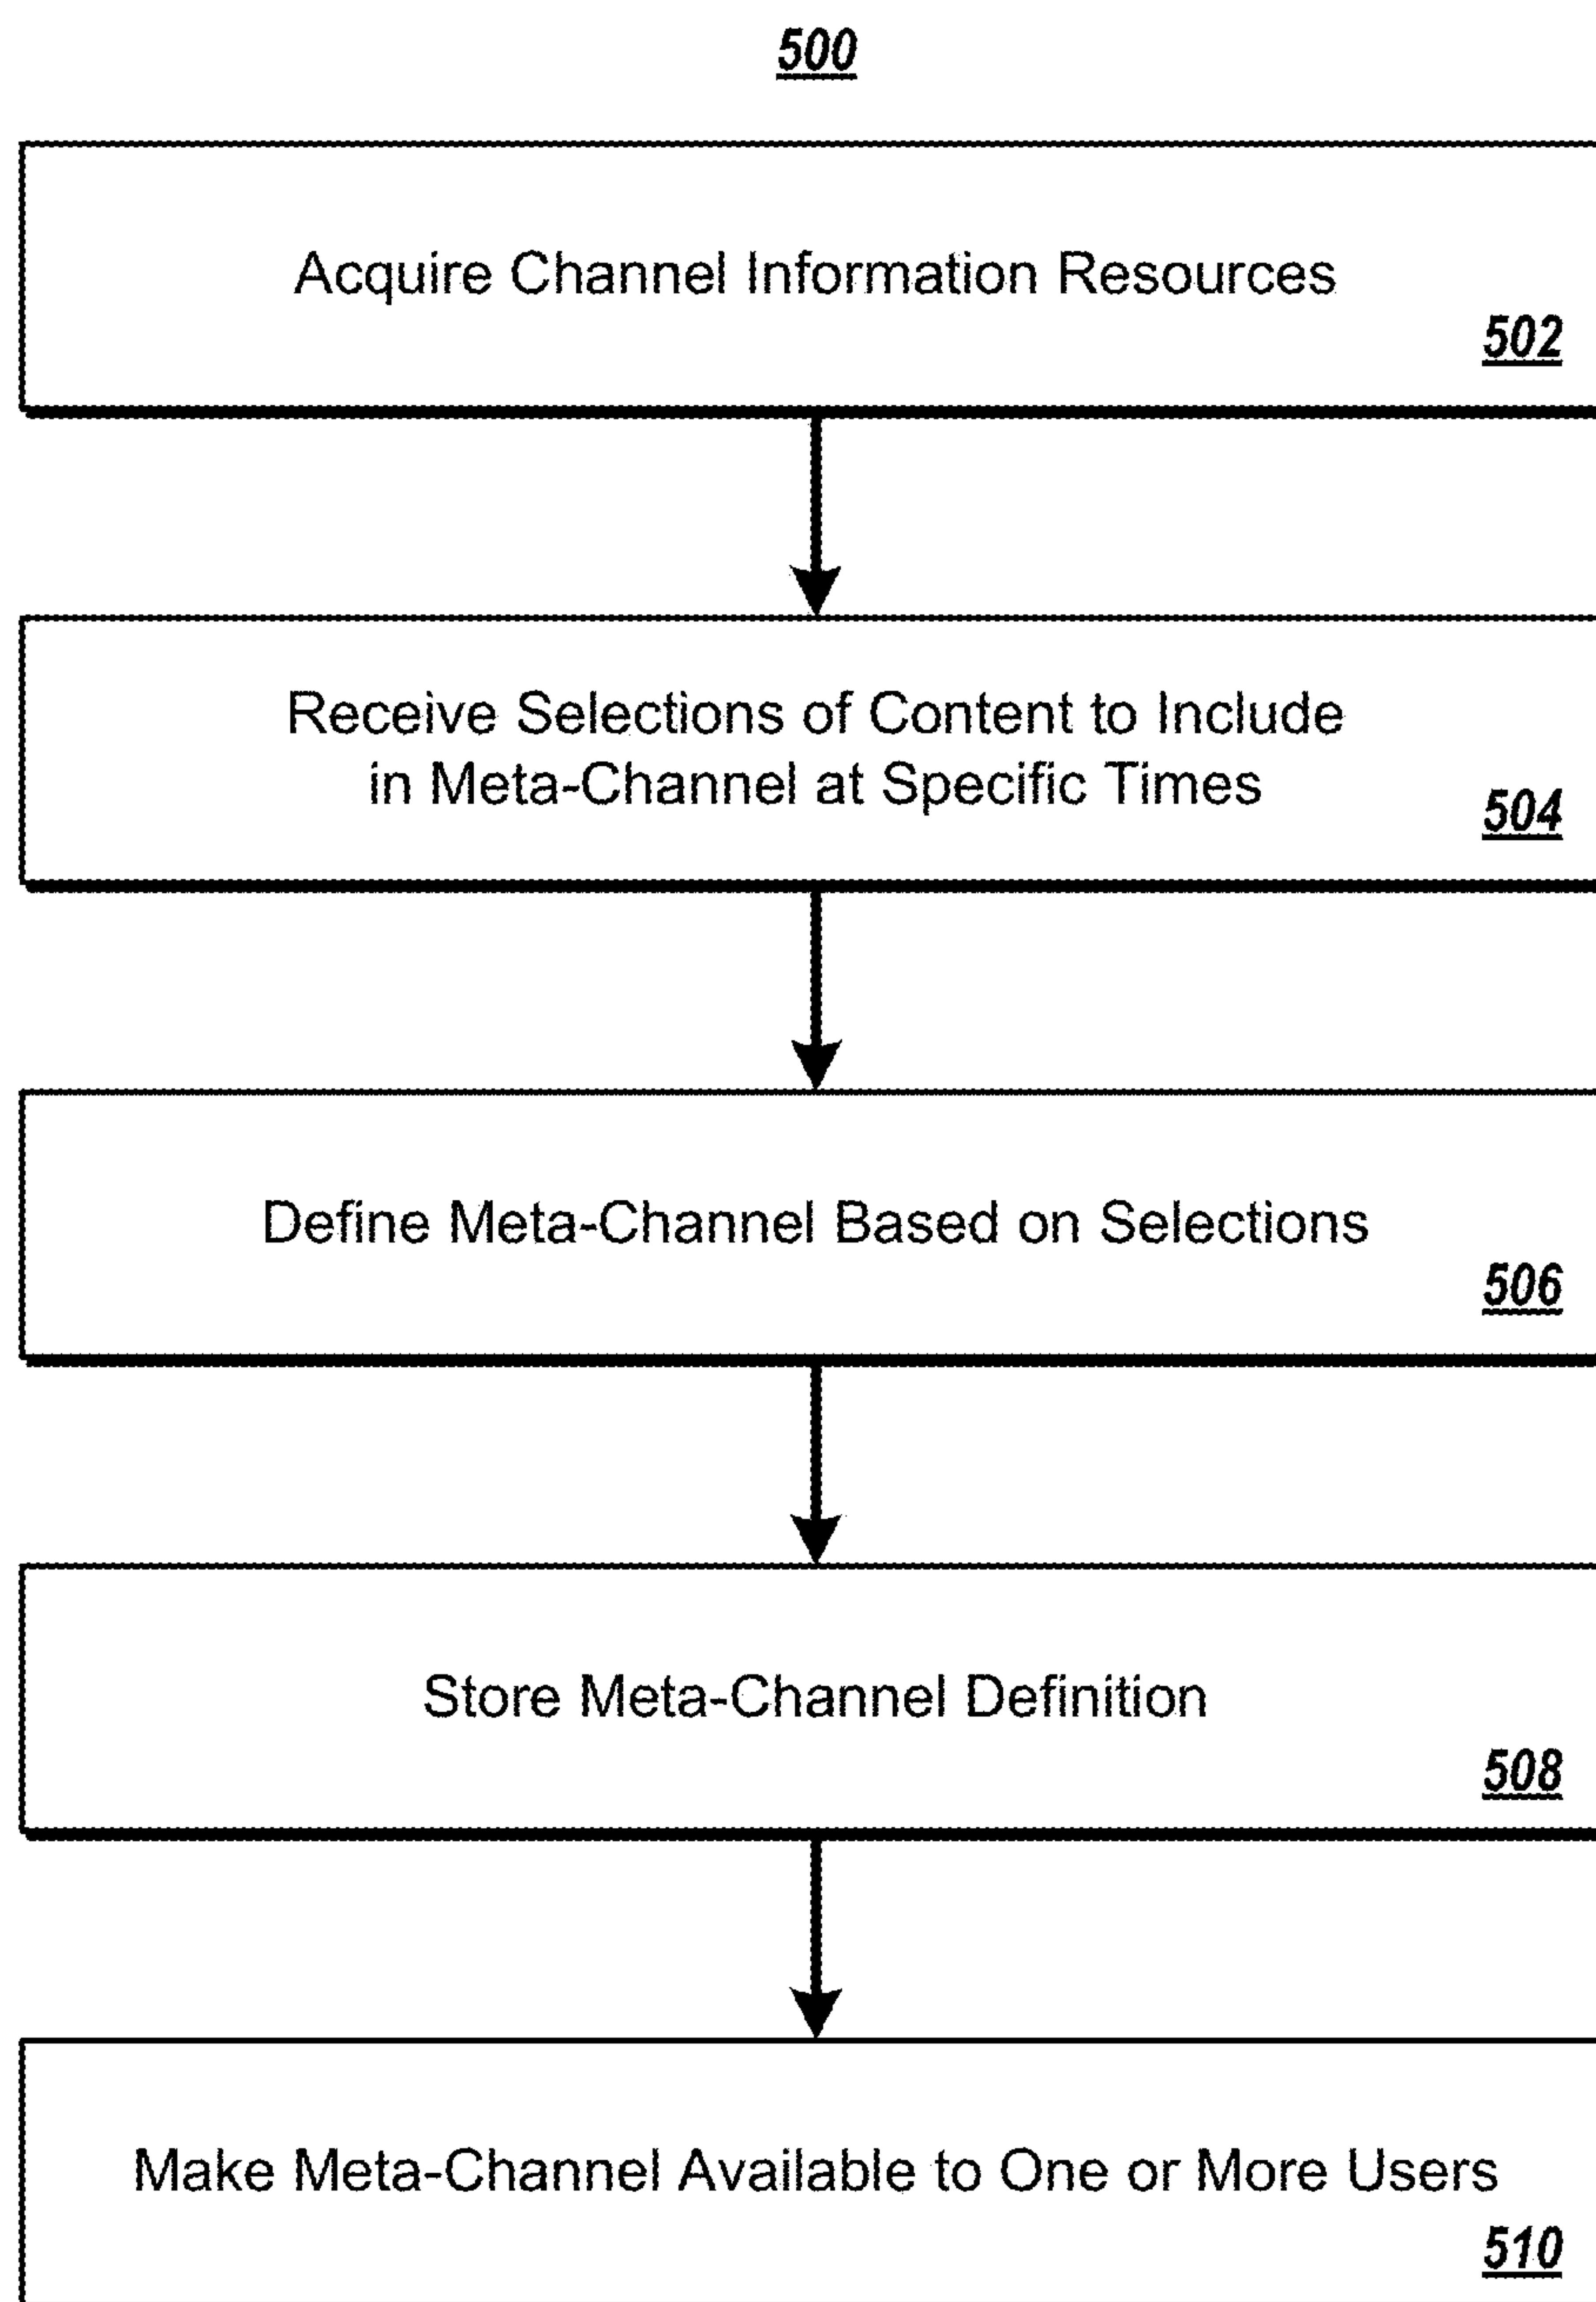 500
Acquire Channel Information Resources
502
Receive Selections of Content to Include
in Meta-Channel at Specific Times
504
Define Meta-Channel Based on Selections
506
Store Meta-Channel Definition
508
Make Meta-Channel Available to One or More Users
510